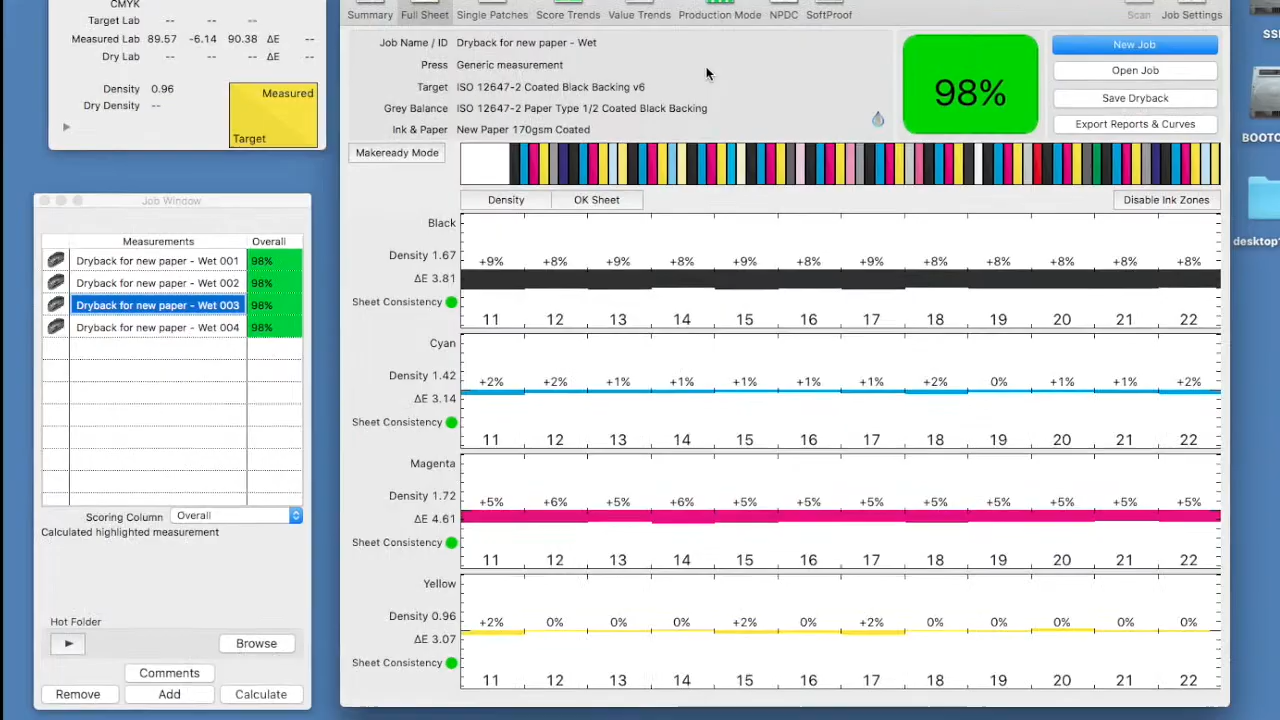 CMYK
Target Lab -- -- --
Measured Lab 89.57 -6.14 90.38 ΔE --
Dry Lab -- -- -- ΔE --
Density 0.96
Dry Density --
Measured
Target
Summary Full Sheet Single Patches Score Trends Value Trends Production Mode NPDC SoftProof Scan Job Settings
Job Name / ID Dryback for new paper - Wet
Press Generic measurement
Target ISO 12647-2 Coated Black Backing v6
Grey Balance ISO 12647-2 Paper Type 1/2 Coated Black Backing
Ink & Paper New Paper 170gsm Coated
98%
New Job
Open Job
Save Dryback
Export Reports & Curves
Makeready Mode
Density OK Sheet Disable Ink Zones
Black
Density 1.67
ΔE 3.81
Sheet Consistency
+9% +8% +9% +8% +9% +8% +9% +8% +8% +8% +8% +8%
11 12 13 14 15 16 17 18 19 20 21 22
Cyan
Density 1.42
ΔE 3.14
Sheet Consistency
+2% +2% +1% +1% +1% +1% +1% +2% 0% +1% +1% +2%
11 12 13 14 15 16 17 18 19 20 21 22
Magenta
Density 1.72
ΔE 4.61
Sheet Consistency
+5% +6% +5% +6% +5% +5% +5% +5% +5% +5% +5% +5%
11 12 13 14 15 16 17 18 19 20 21 22
Yellow
Density 0.96
ΔE 3.07
Sheet Consistency
+2% 0% 0% 0% +2% 0% +2% 0% 0% 0% 0% 0%
11 12 13 14 15 16 17 18 19 20 21 22
Job Window
Measurements Overall
Dryback for new paper - Wet 001 98%
Dryback for new paper - Wet 002 98%
Dryback for new paper - Wet 003 98%
Dryback for new paper - Wet 004 98%
Scoring Column Overall
Calculated highlighted measurement
Hot Folder
Browse
Comments
Remove Add Calculate